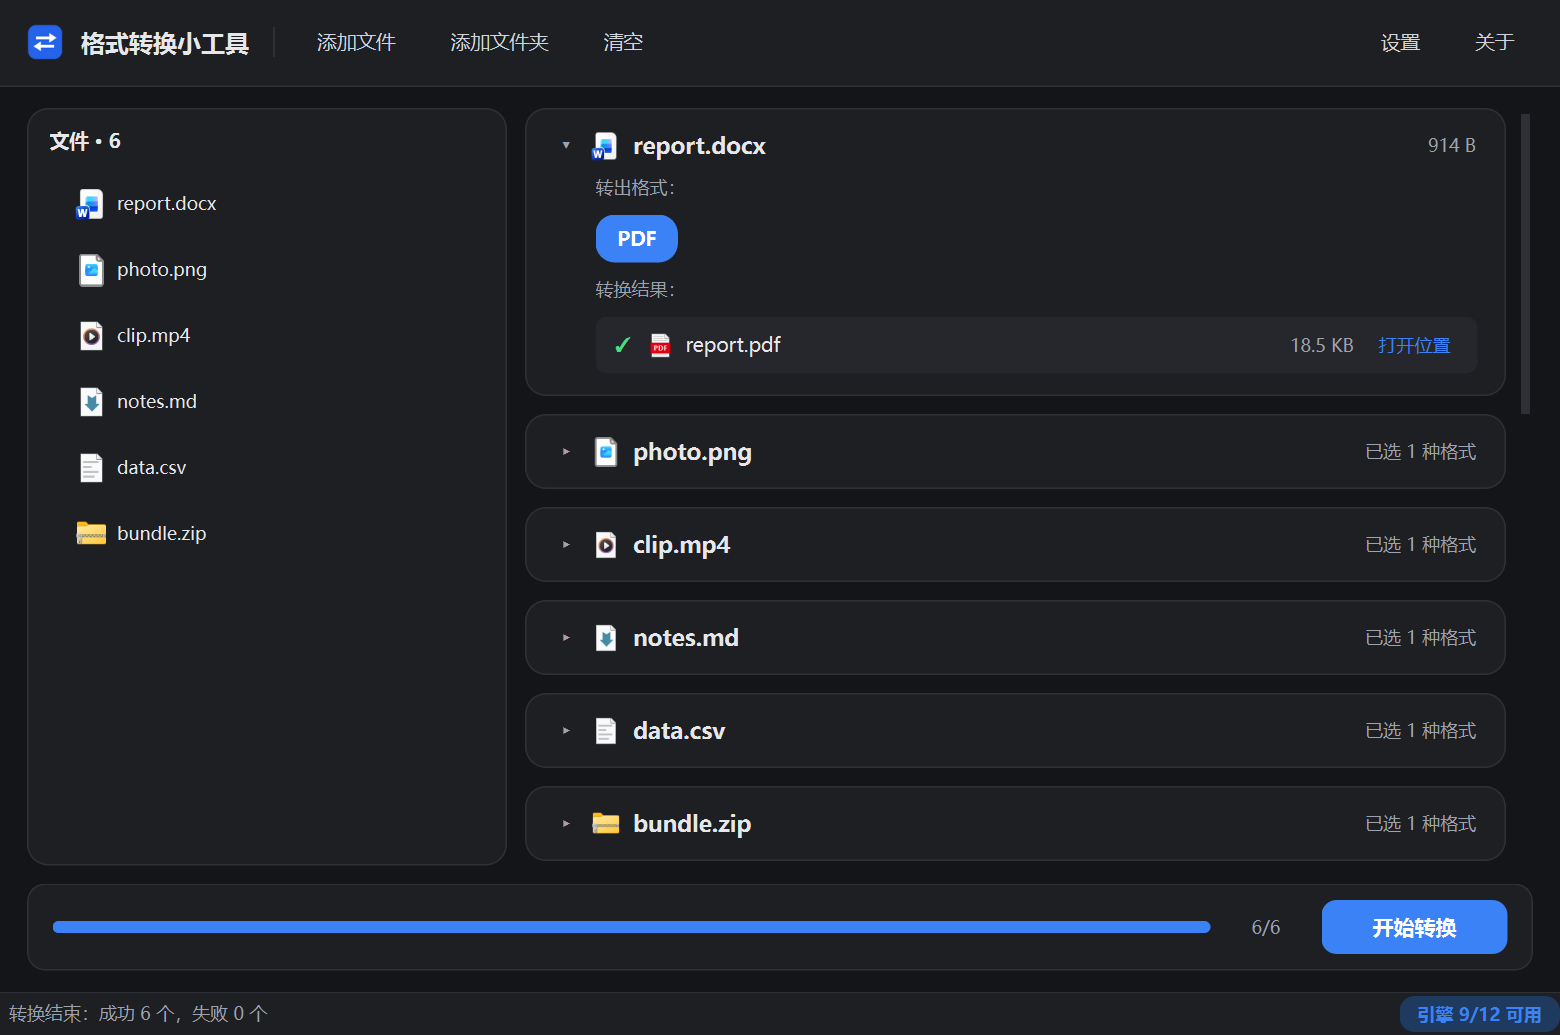 格式转换小工具 添加文件 添加文件夹 清空 设置 关于
文件 • 6
report.docx
photo.png
clip.mp4
notes.md
data.csv
bundle.zip
report.docx 914 B
转出格式：
PDF
转换结果：
✓ report.pdf 18.5 KB 打开位置
photo.png 已选 1 种格式
clip.mp4 已选 1 种格式
notes.md 已选 1 种格式
data.csv 已选 1 种格式
bundle.zip 已选 1 种格式
6/6 开始转换
转换结束：成功 6 个，失败 0 个 引擎 9/12 可用